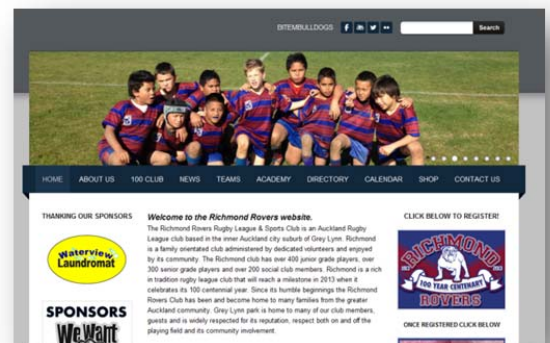 BITEMBULLDOGS
Search
HOME ABOUT US 100 CLUB NEWS TEAMS ACADEMY DIRECTORY CALENDAR SHOP CONTACT US
THANKING OUR SPONSORS
Waterview
Laundromat
SPONSORS
We Want
Welcome to the Richmond Rovers website.
The Richmond Rovers Rugby League & Sports Club is an Auckland Rugby
League club based in the inner Auckland city suburb of Grey Lynn. Richmond
is a family orientated club administered by dedicated volunteers and enjoyed
by its community. The Richmond club has over 400 junior grade players, over
300 senior grade players and over 200 social club members. Richmond is a rich
in tradition rugby league club that will reach a milestone in 2013 when it
celebrates its 100 centennial year. Since its humble beginnings the Richmond
Rovers Club has been and become home to many families from the greater
Auckland community. Grey Lynn park is home to many of our club members,
guests and is widely respected for its reputation, respect both on and off the
playing field and its community involvement.
CLICK BELOW TO REGISTER!
RICHMOND
100 YEAR CENTENARY
ROVERS
ONCE REGISTERED CLICK BELOW